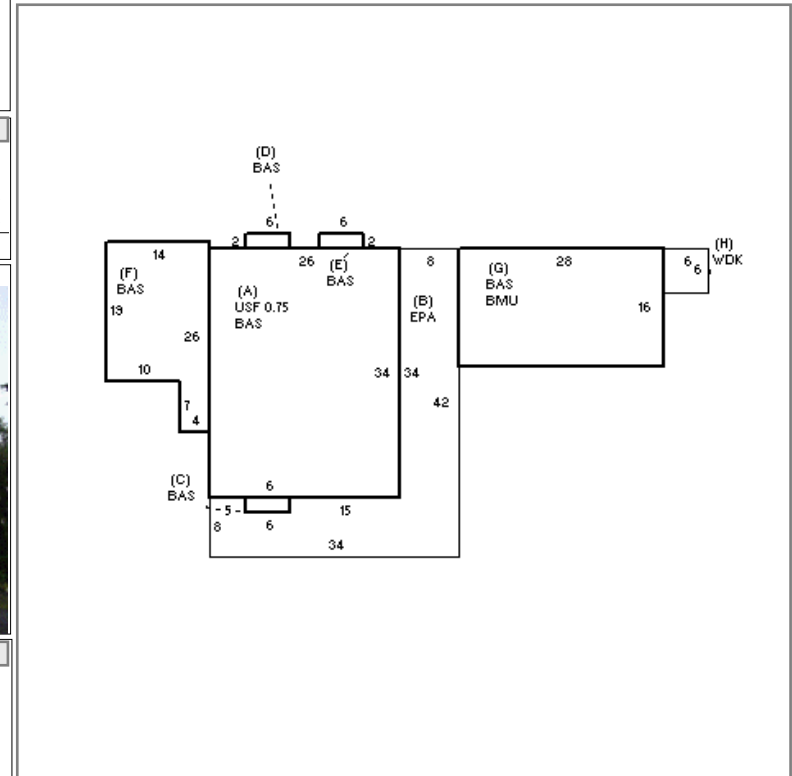 (D)
BAS
6
6
2
2
(H)
WDK
14
26
8
28
6
6
(F)
BAS
(E)
BAS
(G)
BAS
BMU
(A)
USF 0.75
BAS
(B)
EPA
19
16
26
10
34
34
42
7
4
(C)
BAS
6
5
15
8
6
34